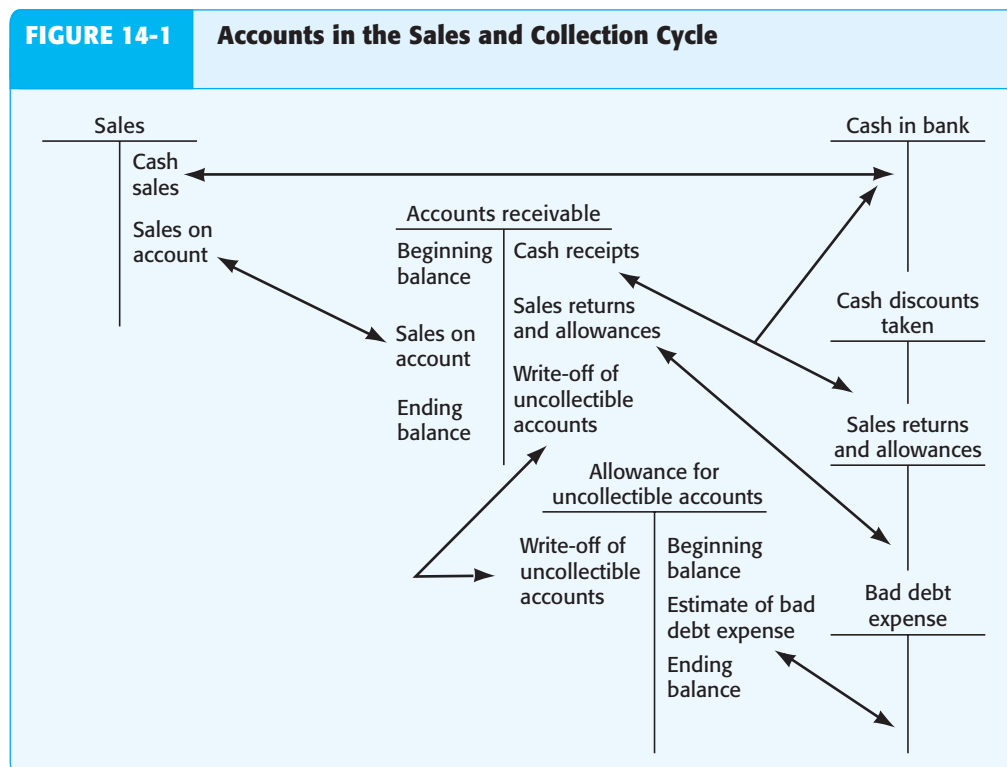 FIGURE 14-1
Accounts in the Sales and Collection Cycle
Sales
Cash
sales
Sales on
account
Accounts receivable
Beginning
balance
Sales on
account
Ending
balance
Cash receipts
Sales returns
and allowances
Write-off of
uncollectible
accounts
Allowance for
uncollectible accounts
Write-off of
uncollectible
accounts
Beginning
balance
Estimate of bad
debt expense
Ending
balance
Cash in bank
Cash discounts
taken
Sales returns
and allowances
Bad debt
expense